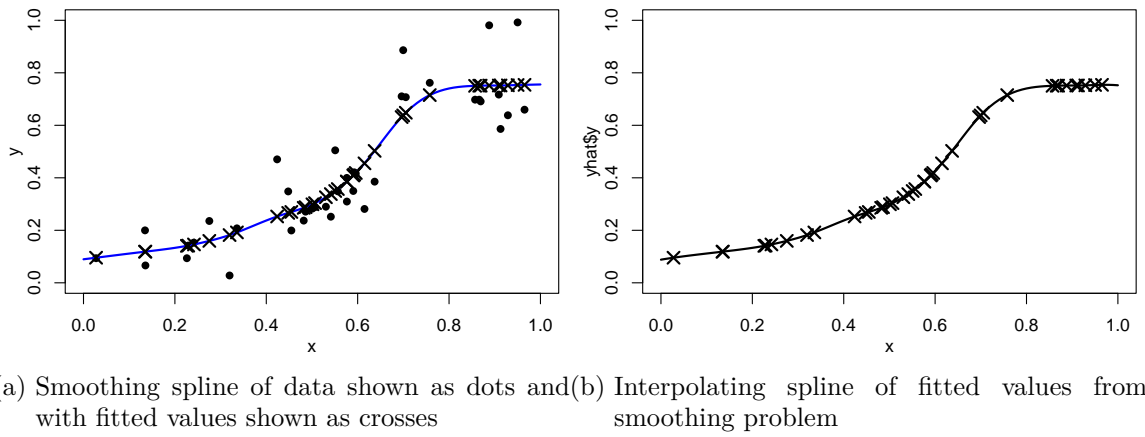 1.0
0.8
0.6
0.4
0.2
0.0
y
0.0 0.2 0.4 0.6 0.8 1.0
x
1.0
0.8
0.6
0.4
0.2
0.0
yhat$y
0.0 0.2 0.4 0.6 0.8 1.0
x
a) Smoothing spline of data shown as dots and
with fitted values shown as crosses
(b) Interpolating spline of fitted values from
smoothing problem